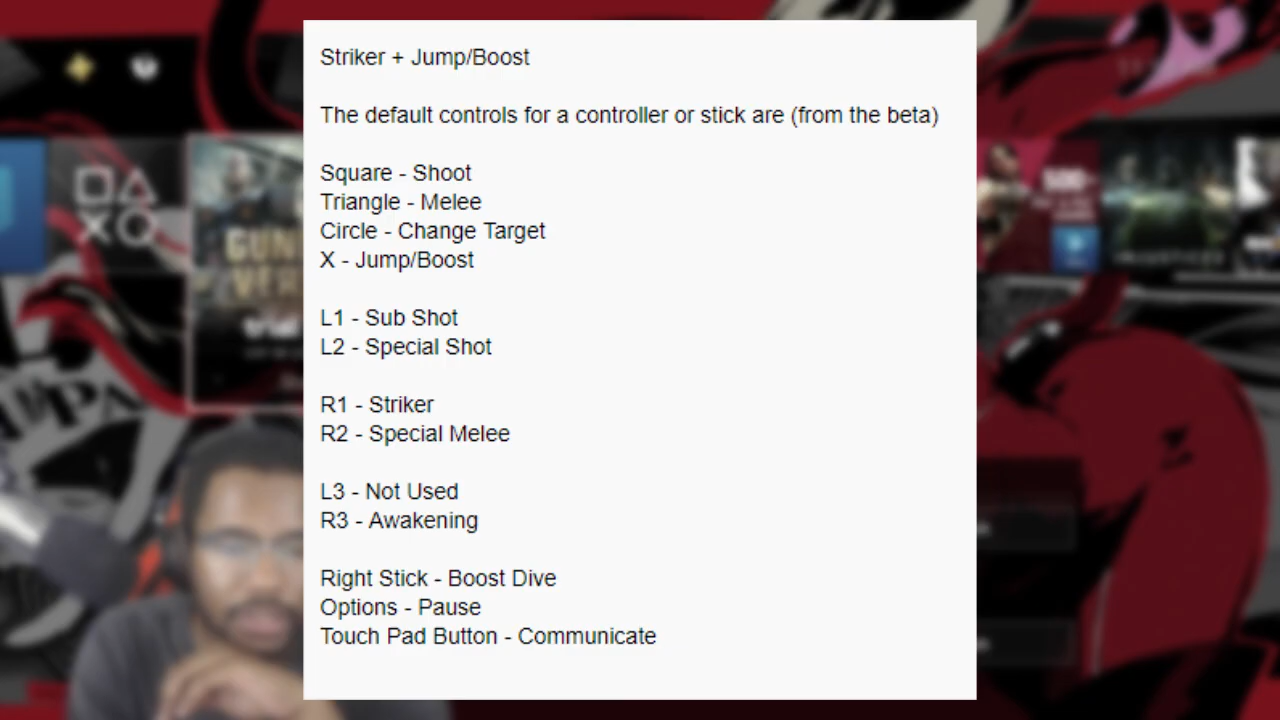 Striker + Jump/Boost
The default controls for a controller or stick are (from the beta)
Square - Shoot
Triangle - Melee
Circle - Change Target
X - Jump/Boost
L1 - Sub Shot
L2 - Special Shot
R1 - Striker
R2 - Special Melee
L3 - Not Used
R3 - Awakening
Right Stick - Boost Dive
Options - Pause
Touch Pad Button - Communicate